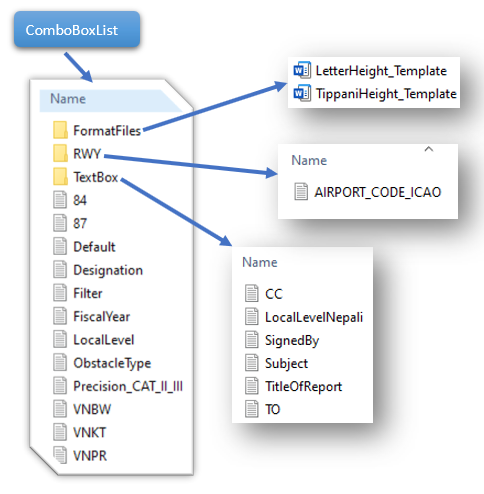 ComboBoxList
Name
FormatFiles
RWY
TextBox
84
87
Default
Designation
Filter
FiscalYear
LocalLevel
ObstacleType
Precision_CAT_II_III
VNBW
VNKT
VNPR
LetterHeight_Template
TippaniHeight_Template
Name
AIRPORT_CODE_ICAO
Name
CC
LocalLevelNepali
SignedBy
Subject
TitleOfReport
TO